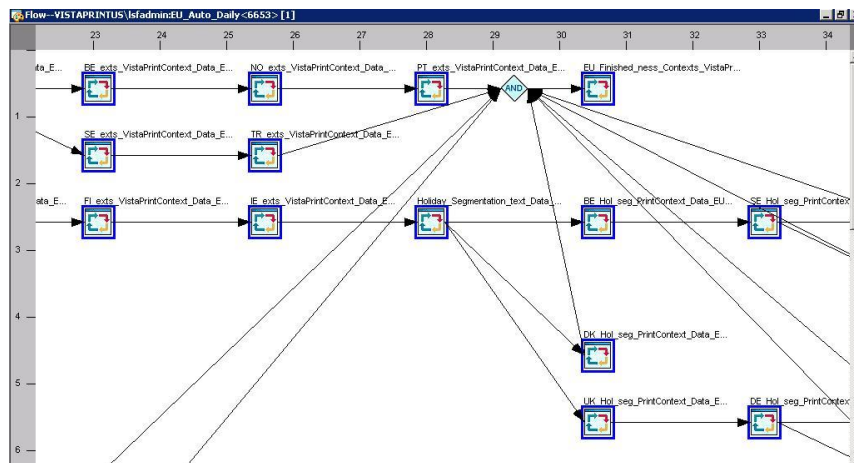 Flow--VISTAPRINTUS\lsfadmin:EU_Auto_Daily<6653> [1]
23 24 25 26 27 28 29 30 31 32 33 34
ata_E... BE_exts_VistaPrintContext_Data_E... NO_exts_VistaPrintContext_Data_... PT_exts_VistaPrintContext_Data_E... EU_Finished_ness_Contexts_VistaPr...
AND
1
SE_exts_VistaPrintContext_Data_E... TR_exts_VistaPrintContext_Data_E...
2
ata_E... FI_exts_VistaPrintContext_Data_E... IE_exts_VistaPrintContext_Data_E... Holiday_Segmentation_text_Data_... BE_Hol_seg_PrintContext_Data_EU... SE_Hol_seg_PrintContext_Data_E...
3
4
DK_Hol_seg_PrintContext_Data_E...
5
UK_Hol_seg_PrintContext_Data_E... DE_Hol_seg_PrintContext
6